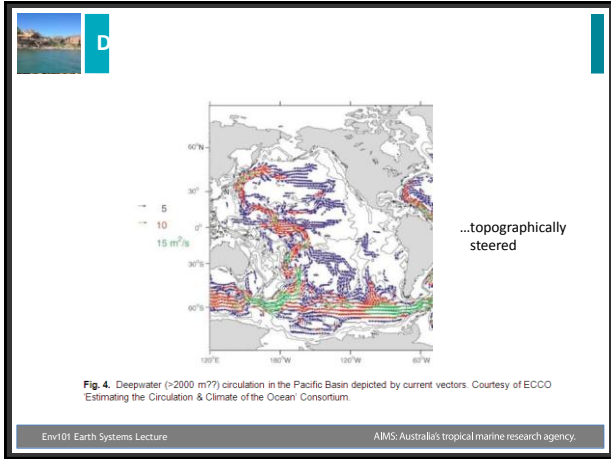 D
60°N
30°
0°
30°S
60°S
120°E
180°W
120°W
60°W
5
10
15 m²/s
...topographically
steered
Fig. 4. Deepwater (>2000 m??) circulation in the Pacific Basin depicted by current vectors. Courtesy of ECCO
'Estimating the Circulation & Climate of the Ocean' Consortium.
Env101 Earth Systems Lecture
AIMS: Australia's tropical marine research agency.